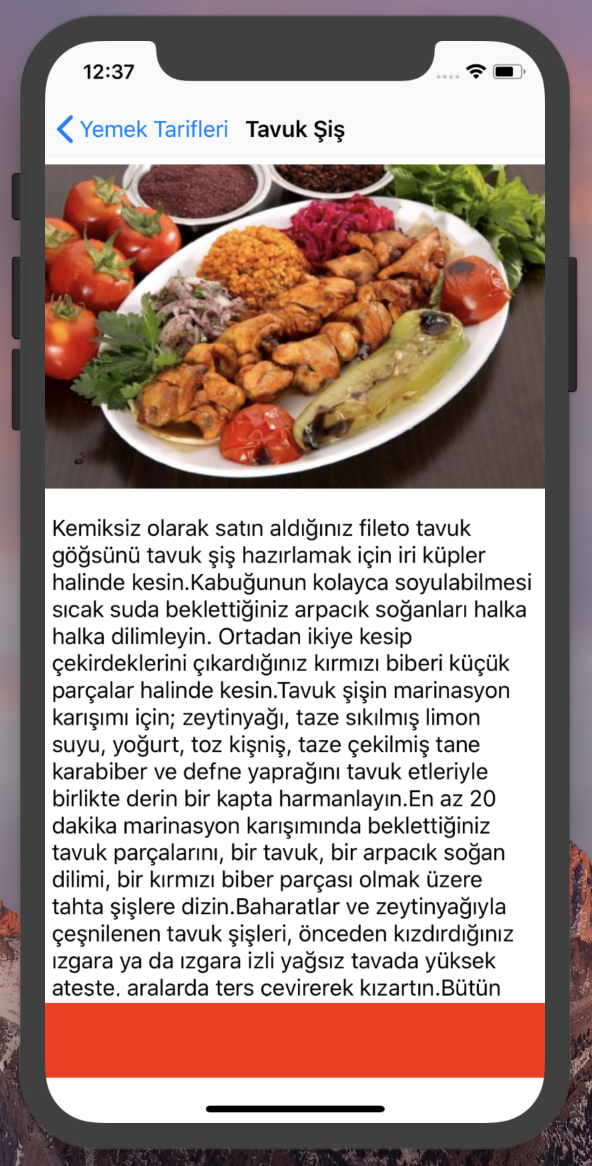 12:37
Yemek Tarifleri Tavuk Şiş
Kemiksiz olarak satın aldığınız fileto tavuk
göğsünü tavuk şiş hazırlamak için iri küpler
halinde kesin.Kabuğunun kolayca soyulabilmesi
sıcak suda beklettiğiniz arpacık soğanları halka
halka dilimleyin. Ortadan ikiye kesip
çekirdeklerini çıkardığınız kırmızı biberi küçük
parçalar halinde kesin.Tavuk şişin marinasyon
karışımı için; zeytinyağı, taze sıkılmış limon
suyu, yoğurt, toz kişniş, taze çekilmiş tane
karabiber ve defne yaprağını tavuk etleriyle
birlikte derin bir kapta harmanlayın.En az 20
dakika marinasyon karışımında beklettiğiniz
tavuk parçalarını, bir tavuk, bir arpacık soğan
dilimi, bir kırmızı biber parçası olmak üzere
tahta şişlere dizin.Baharatlar ve zeytinyağıyla
çeşnilenen tavuk şişleri, önceden kızdırdığınız
ızgara ya da ızgara izli yağsız tavada yüksek
ateşte, aralarda ters çevirerek kızartın.Bütün